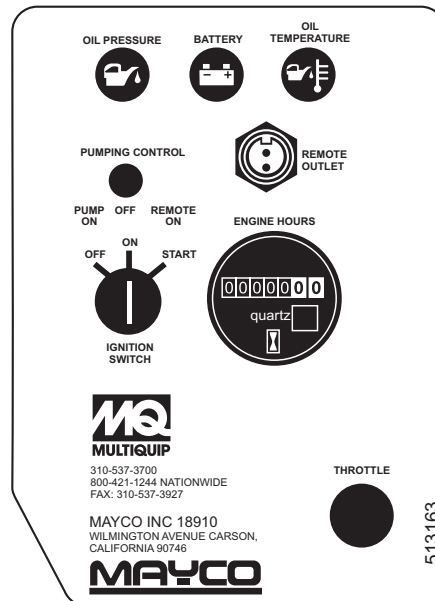 OIL PRESSURE
BATTERY
OIL
TEMPERATURE
REMOTE
OUTLET
PUMPING CONTROL
PUMP
ON
OFF
REMOTE
ON
ENGINE HOURS
OFF
ON
START
0000000
quartz
IGNITION
SWITCH
MQ
MULTIQUIP
310-537-3700
800-421-1244 NATIONWIDE
FAX: 310-537-3927
THROTTLE
MAYCO INC 18910
WILMINGTON AVENUE CARSON,
CALIFORNIA 90746
MAYCO
513163